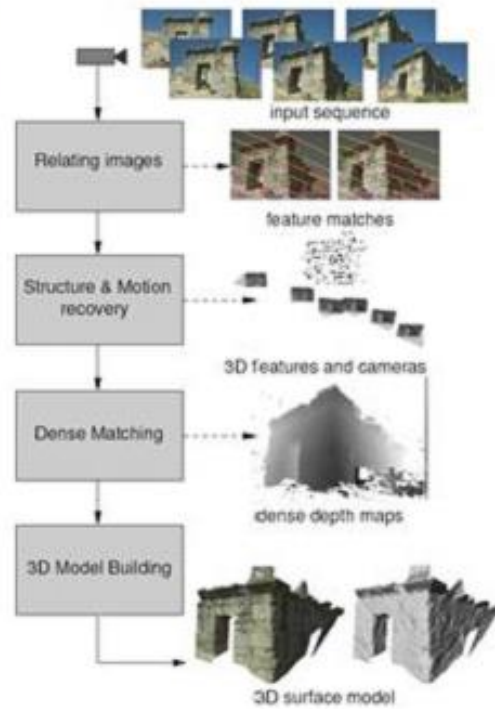 input sequence
Relating images
feature matches
Structure & Motion
recovery
3D features and cameras
Dense Matching
dense depth maps
3D Model Building
3D surface model